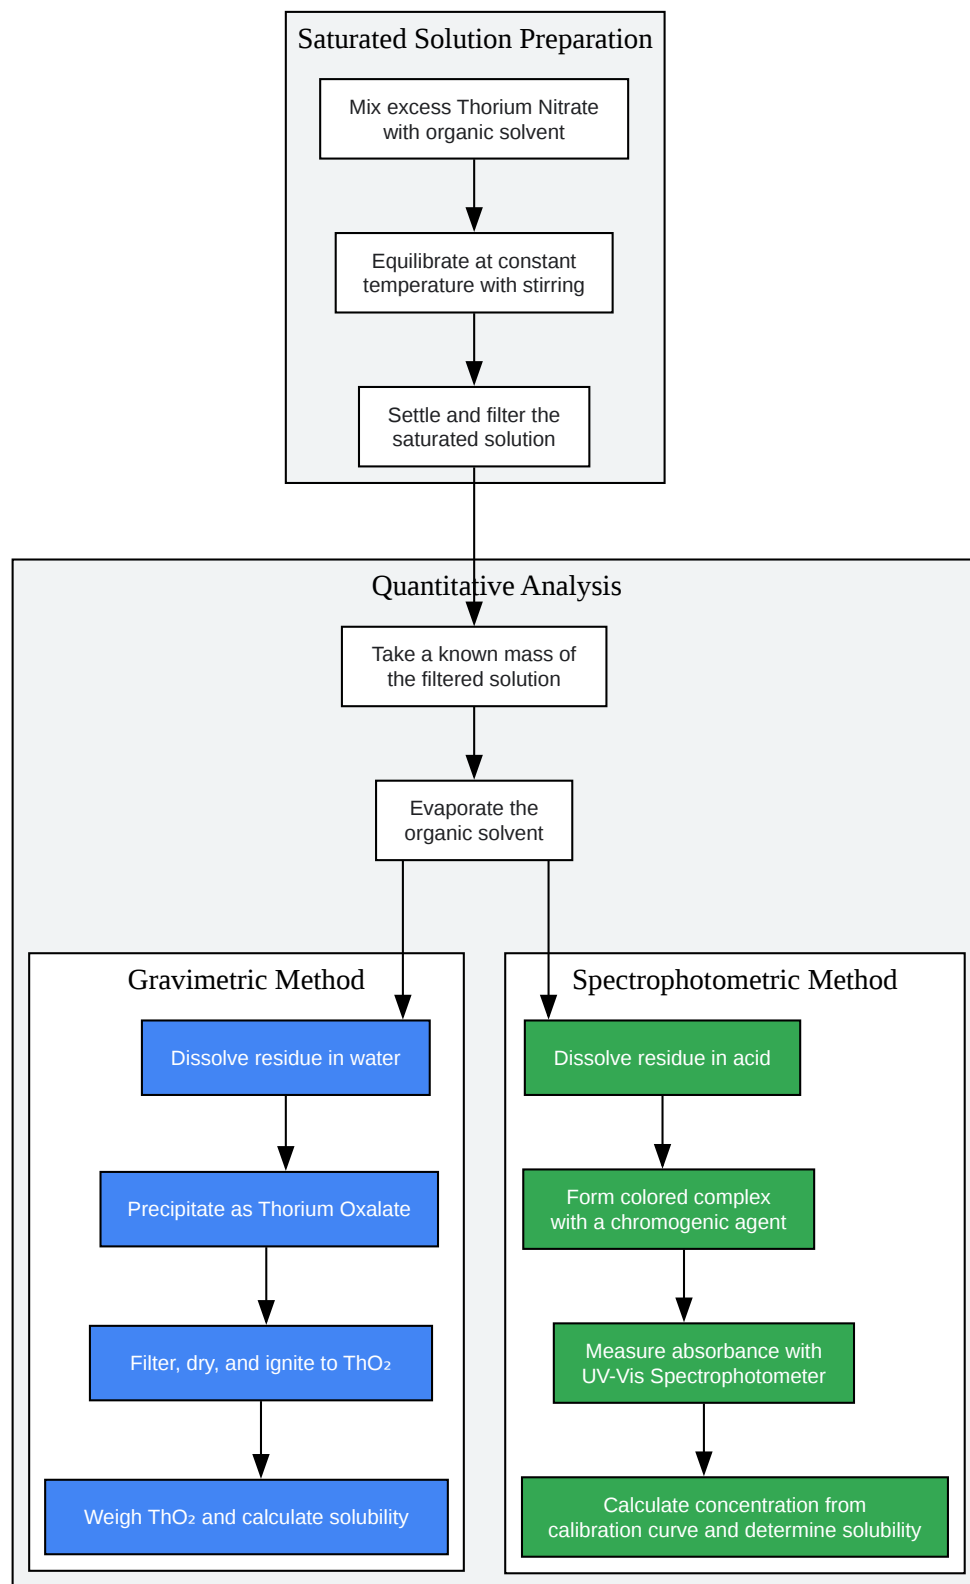 Saturated Solution Preparation
Mix excess Thorium Nitrate
with organic solvent
Equilibrate at constant
temperature with stirring
Settle and filter the
saturated solution
Quantitative Analysis
Take a known mass of
the filtered solution
Evaporate the
organic solvent
Gravimetric Method
Dissolve residue in water
Precipitate as Thorium Oxalate
Filter, dry, and ignite to ThO₂
Weigh ThO₂ and calculate solubility
Spectrophotometric Method
Dissolve residue in acid
Form colored complex
with a chromogenic agent
Measure absorbance with
UV-Vis Spectrophotometer
Calculate concentration from
calibration curve and determine solubility